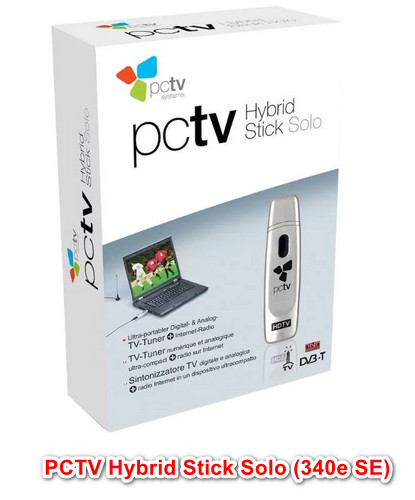 pctv
systems
pctv Hybrid
Stick Solo
pctv Hybrid
Stick Solo
Ultra-portabler Digital- & Analog-
TV-Tuner + Internet-Radio
TV-Tuner numérique et analogique
ultra-compact + radio sur Internet
Sintonizzatore TV digitale e analogica
+ radio Internet in un dispositivo ultracompatto
pctv
HDTV
TV
DVB-T
PCTV Hybrid Stick Solo (340e SE)